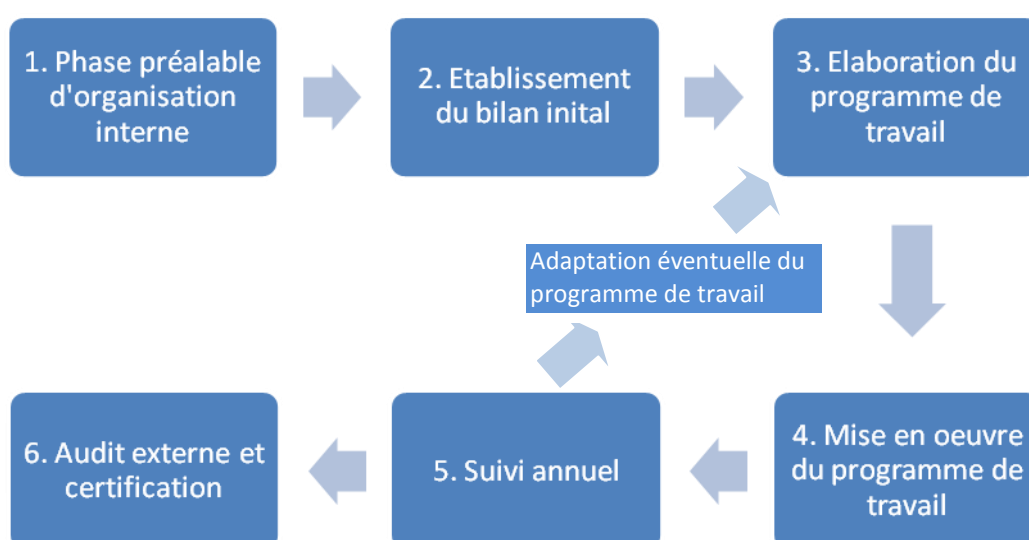 1. Phase préalable
d'organisation
interne
2. Etablissement
du bilan inital
3. Elaboration du
programme de
travail
Adaptation éventuelle du
programme de travail
6. Audit externe et
certification
5. Suivi annuel
4. Mise en oeuvre
du programme de
travail